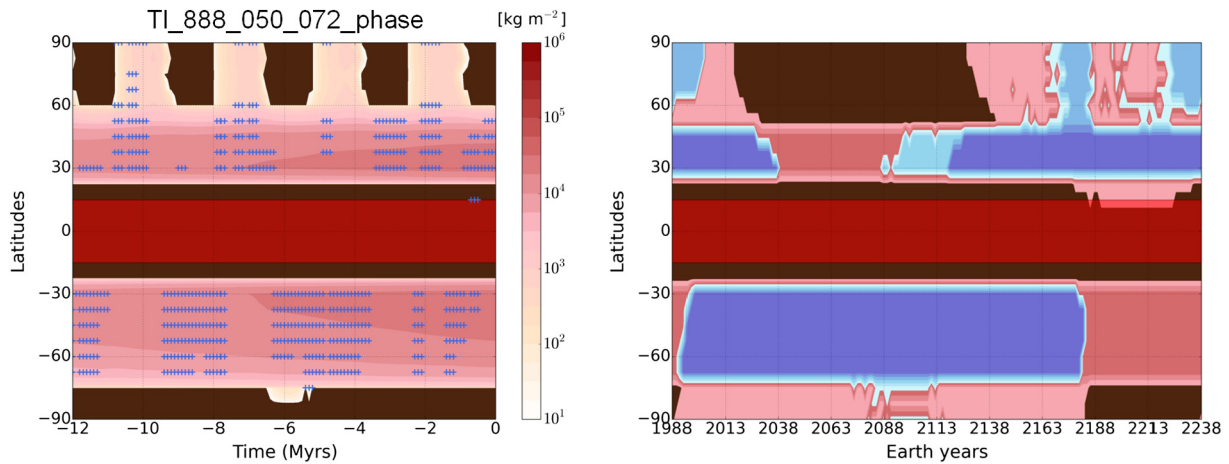 TI_888_050_072_phase
[kg m⁻²]
90
60
30
0
−30
−60
−90
Latitudes
−12 −10 −8 −6 −4 −2 0
Time (Myrs)
10⁶
10⁵
10⁴
10³
10²
10¹
90
60
30
0
−30
−60
−90
Latitudes
1988 2013 2038 2063 2088 2113 2138 2163 2188 2213 2238
Earth years